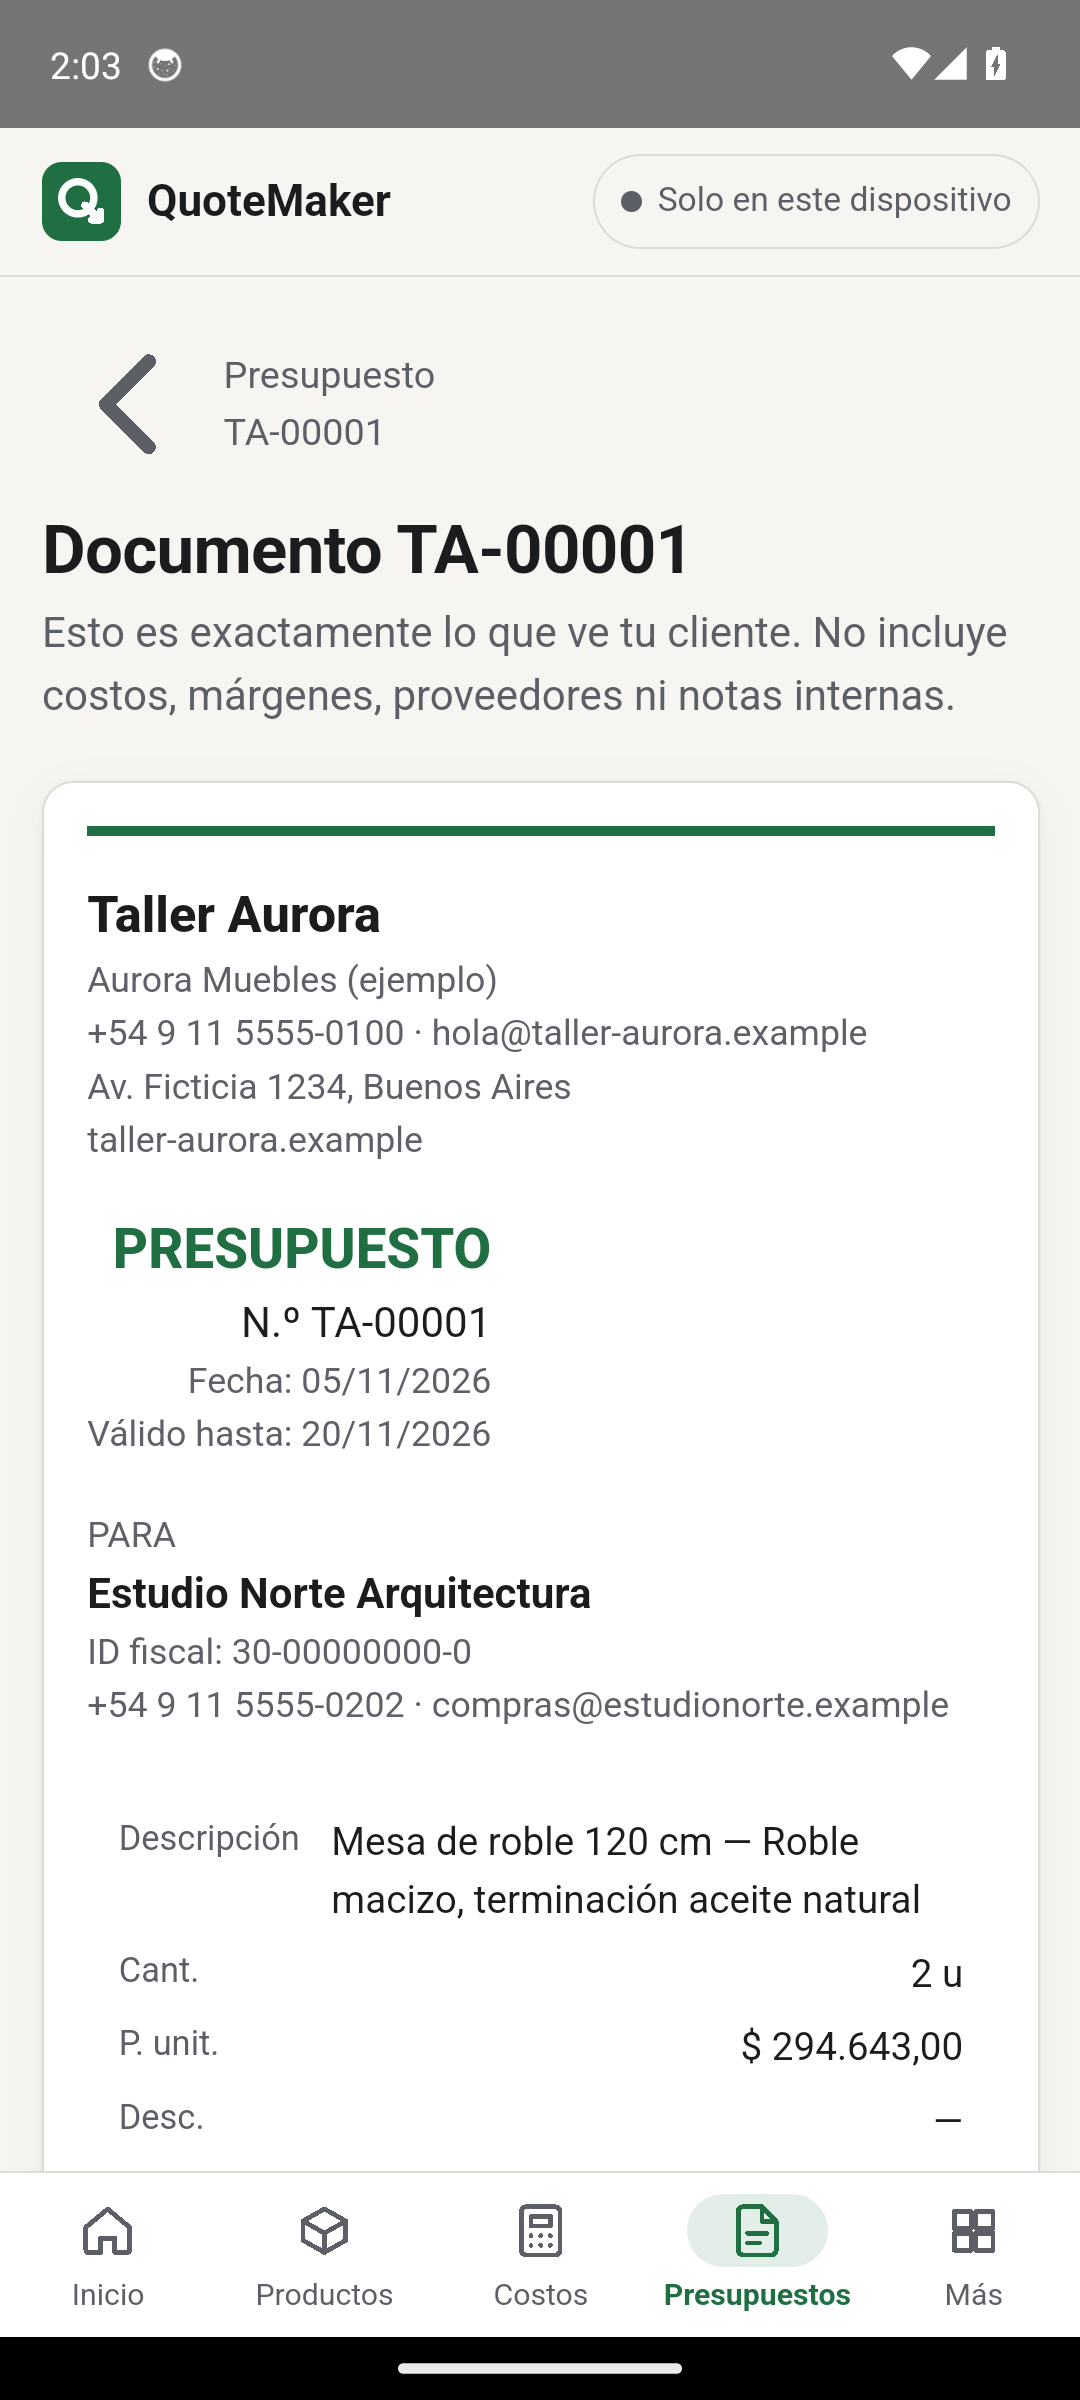 2:03
QuoteMaker
Solo en este dispositivo
Presupuesto
TA-00001
Documento TA-00001
Esto es exactamente lo que ve tu cliente. No incluye
costos, márgenes, proveedores ni notas internas.
Taller Aurora
Aurora Muebles (ejemplo)
+54 9 11 5555-0100 · hola@taller-aurora.example
Av. Ficticia 1234, Buenos Aires
taller-aurora.example
PRESUPUESTO
N.º TA-00001
Fecha: 05/11/2026
Válido hasta: 20/11/2026
PARA
Estudio Norte Arquitectura
ID fiscal: 30-00000000-0
+54 9 11 5555-0202 · compras@estudionorte.example
Descripción Mesa de roble 120 cm — Roble
macizo, terminación aceite natural
Cant. 2 u
P. unit. $ 294.643,00
Desc. —
Inicio Productos Costos Presupuestos Más